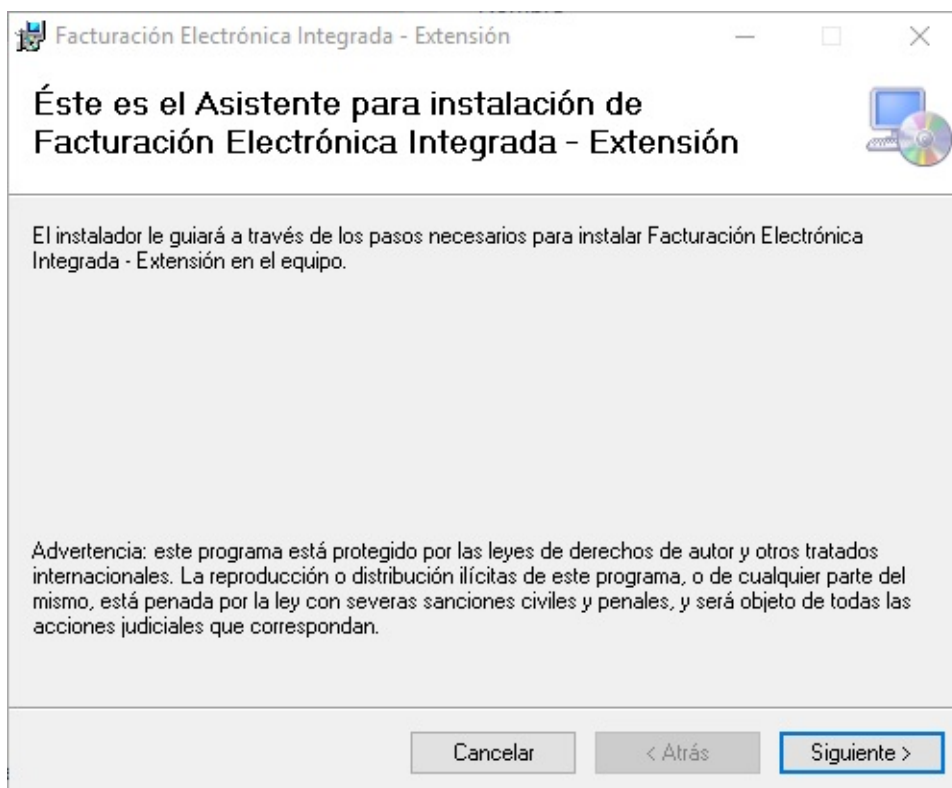 Facturación Electrónica Integrada - Extensión
Éste es el Asistente para instalación de
Facturación Electrónica Integrada - Extensión
El instalador le guiará a través de los pasos necesarios para instalar Facturación Electrónica
Integrada - Extensión en el equipo.
Advertencia: este programa está protegido por las leyes de derechos de autor y otros tratados
internacionales. La reproducción o distribución ilícitas de este programa, o de cualquier parte del
mismo, está penada por la ley con severas sanciones civiles y penales, y será objeto de todas las
acciones judiciales que correspondan.
Cancelar
< Atrás
Siguiente >